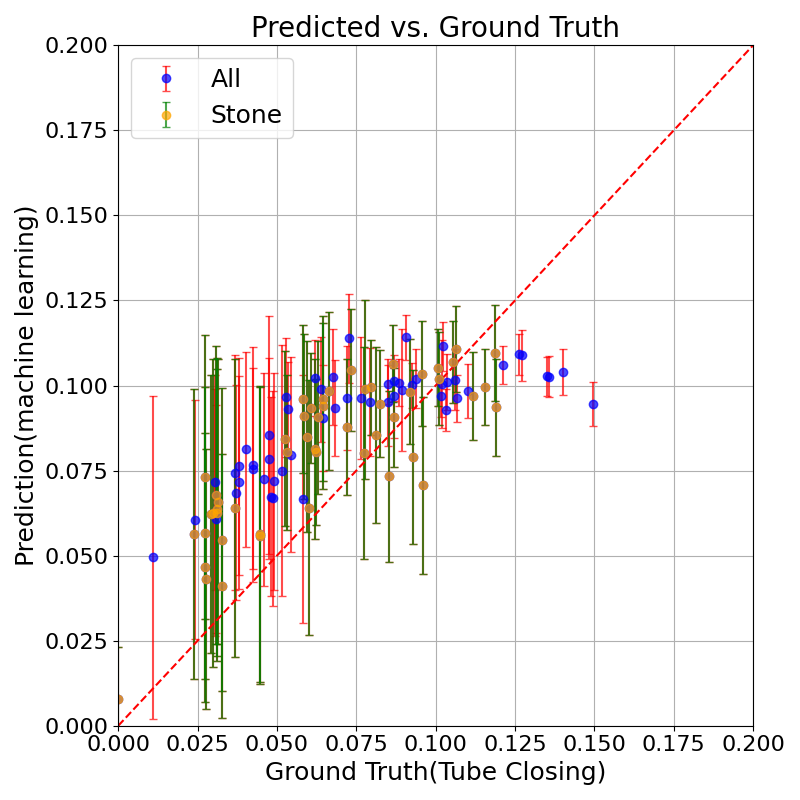 Predicted vs. Ground Truth
All
Stone
Prediction(machine learning)
0.200
0.175
0.150
0.125
0.100
0.075
0.050
0.025
0.000
0.000 0.025 0.050 0.075 0.100 0.125 0.150 0.175 0.200
Ground Truth(Tube Closing)